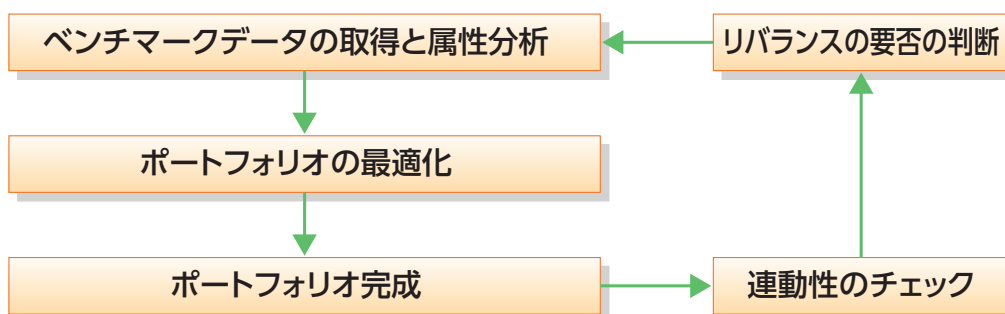 ベンチマークデータの取得と属性分析
リバランスの要否の判断
ポートフォリオの最適化
ポートフォリオ完成
連動性のチェック